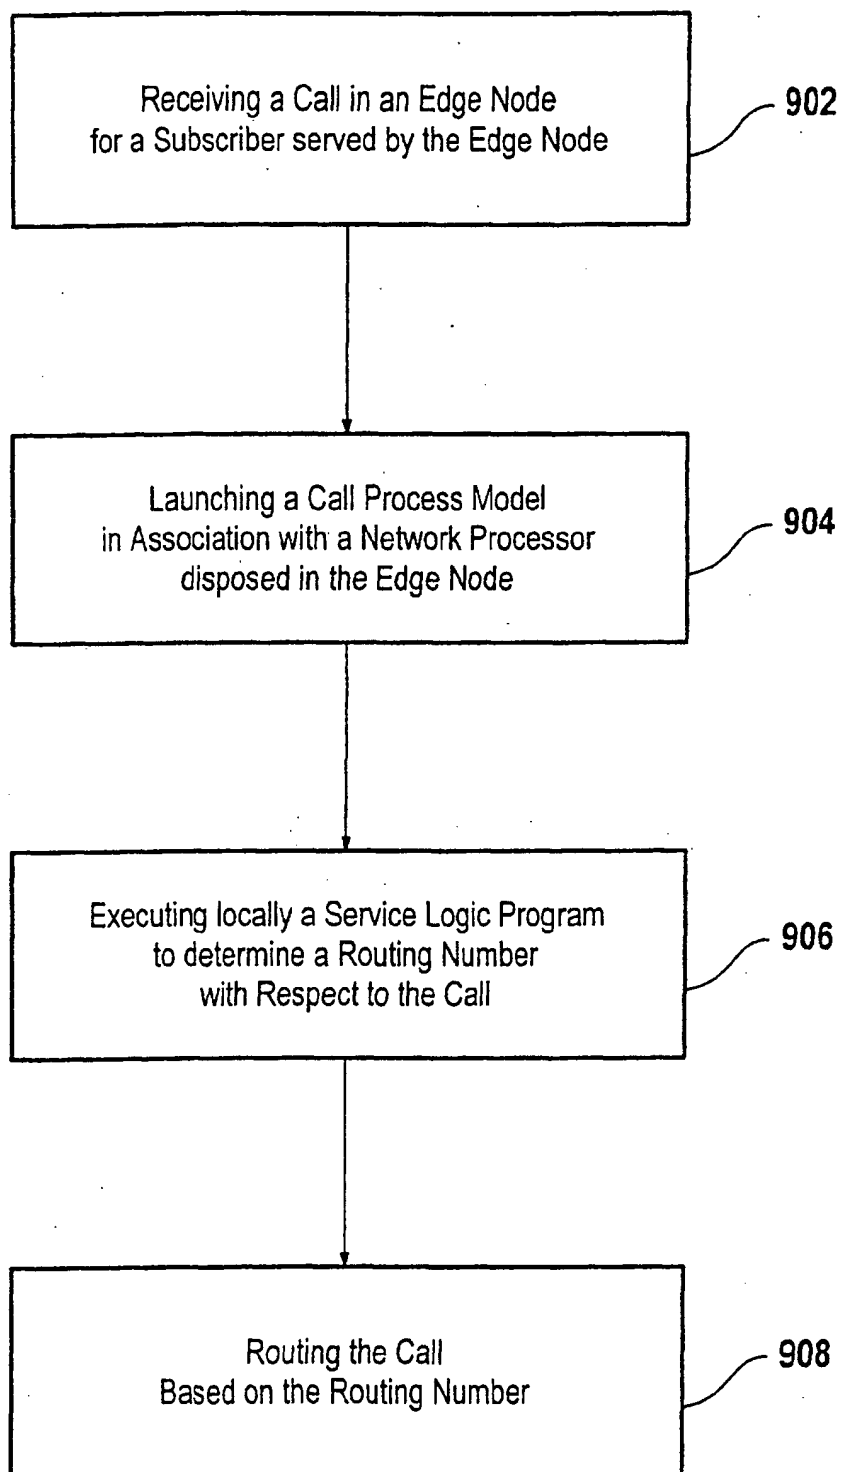 Receiving a Call in an Edge Node
for a Subscriber served by the Edge Node
902
Launching a Call Process Model
in Association with a Network Processor
disposed in the Edge Node
904
Executing locally a Service Logic Program
to determine a Routing Number
with Respect to the Call
906
Routing the Call
Based on the Routing Number
908